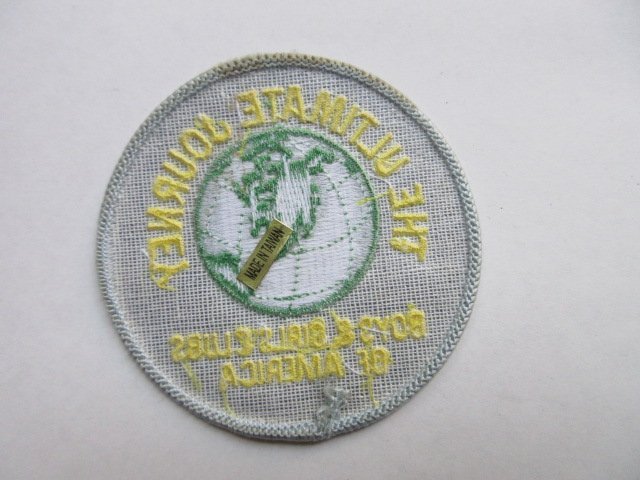 THE ULTIMATE JOURNEY
MADE IN TAIWAN
BOYS & GIRLS CLUBS
OF AMERICA